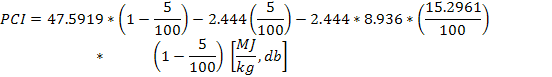 PCI = 47.5919 * (1 − 5/100) − 2.444 (5/100) − 2.444 * 8.936 * (15.2961/100)
* (1 − 5/100) [MJ/kg, db]